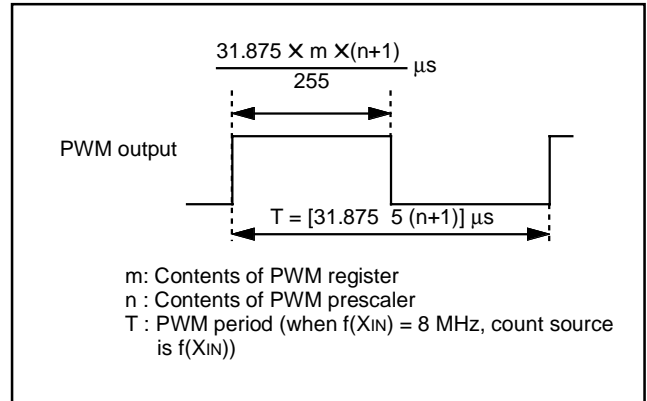 31.875 X m X(n+1)
255
μs
PWM output
T = [31.875 5 (n+1)] μs
m: Contents of PWM register
n : Contents of PWM prescaler
T : PWM period (when f(XIN) = 8 MHz, count source
is f(XIN))